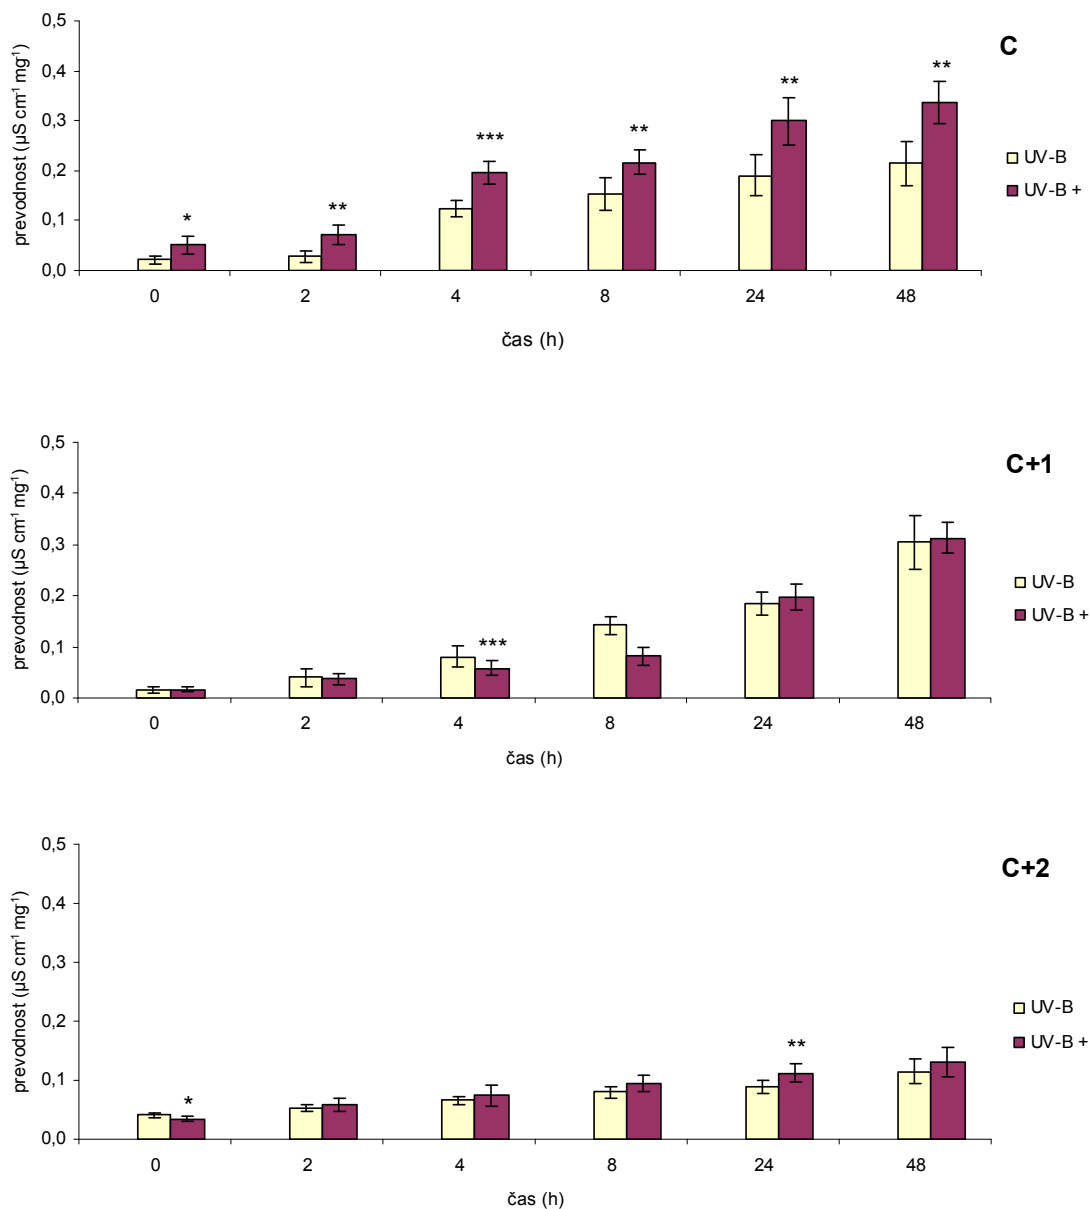 C
prevodnost (µS cm⁻¹ mg⁻¹)
0,5
0,4
0,3
0,2
0,1
0,0
* ** *** ** ** **
0 2 4 8 24 48
čas (h)
UV-B
UV-B +
C+1
prevodnost (µS cm⁻¹ mg⁻¹)
0,5
0,4
0,3
0,2
0,1
0,0
***
0 2 4 8 24 48
čas (h)
UV-B
UV-B +
C+2
prevodnost (µS cm⁻¹ mg⁻¹)
0,5
0,4
0,3
0,2
0,1
0,0
* **
0 2 4 8 24 48
čas (h)
UV-B
UV-B +